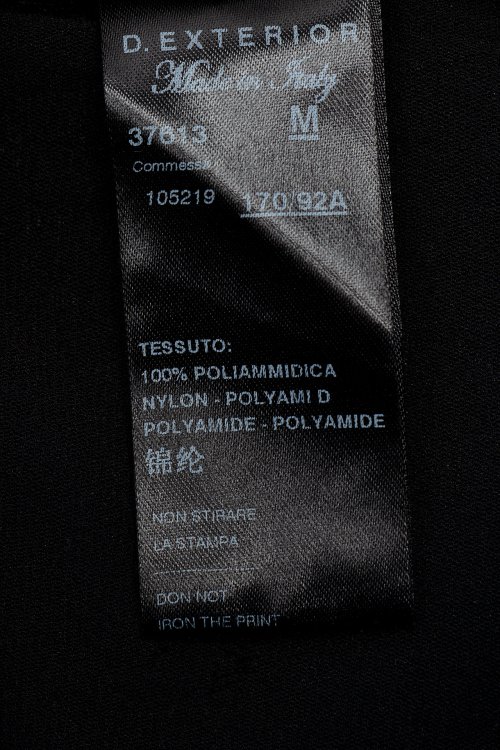 D. EXTERIOR
Made in Italy
M
37613
Commessa
105219 170.92A
TESSUTO:
100% POLIAMMIDICA
NYLON - POLYAMI D
POLYAMIDE - POLYAMIDE
锦纶
NON STIRARE
LA STAMPA
DON NOT
IRON THE PRINT